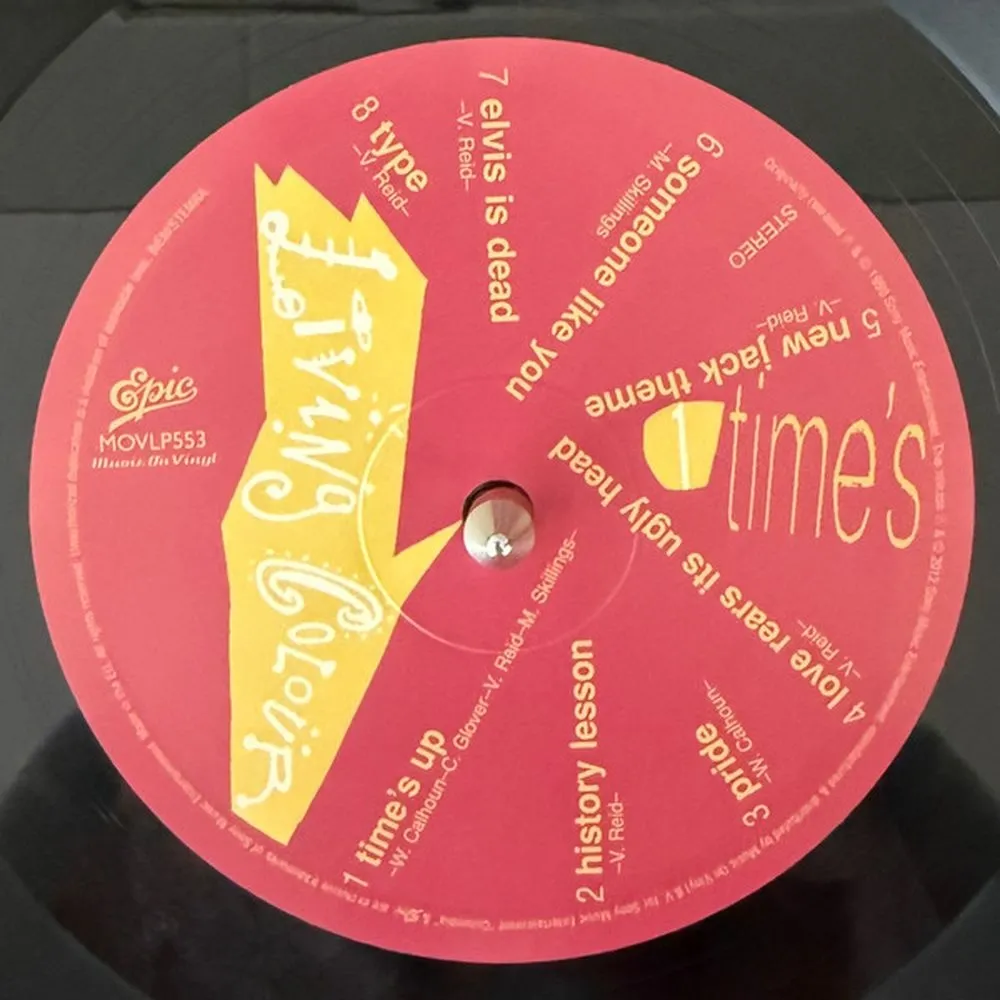 LIVING COLOUR
Epic
MOVLP553
Music On Vinyl
1 time's up
–W. Calhoun–C. Glover–V. Reid–M. Skillings–
2 history lesson
–V. Reid–
3 pride
–W. Calhoun–
4 love rears its ugly head
–V. Reid–
5 new jack theme
–V. Reid–
6 someone like you
–M. Skillings
7 elvis is dead
–V. Reid–
8 type
–V. Reid–
STEREO
1
time's